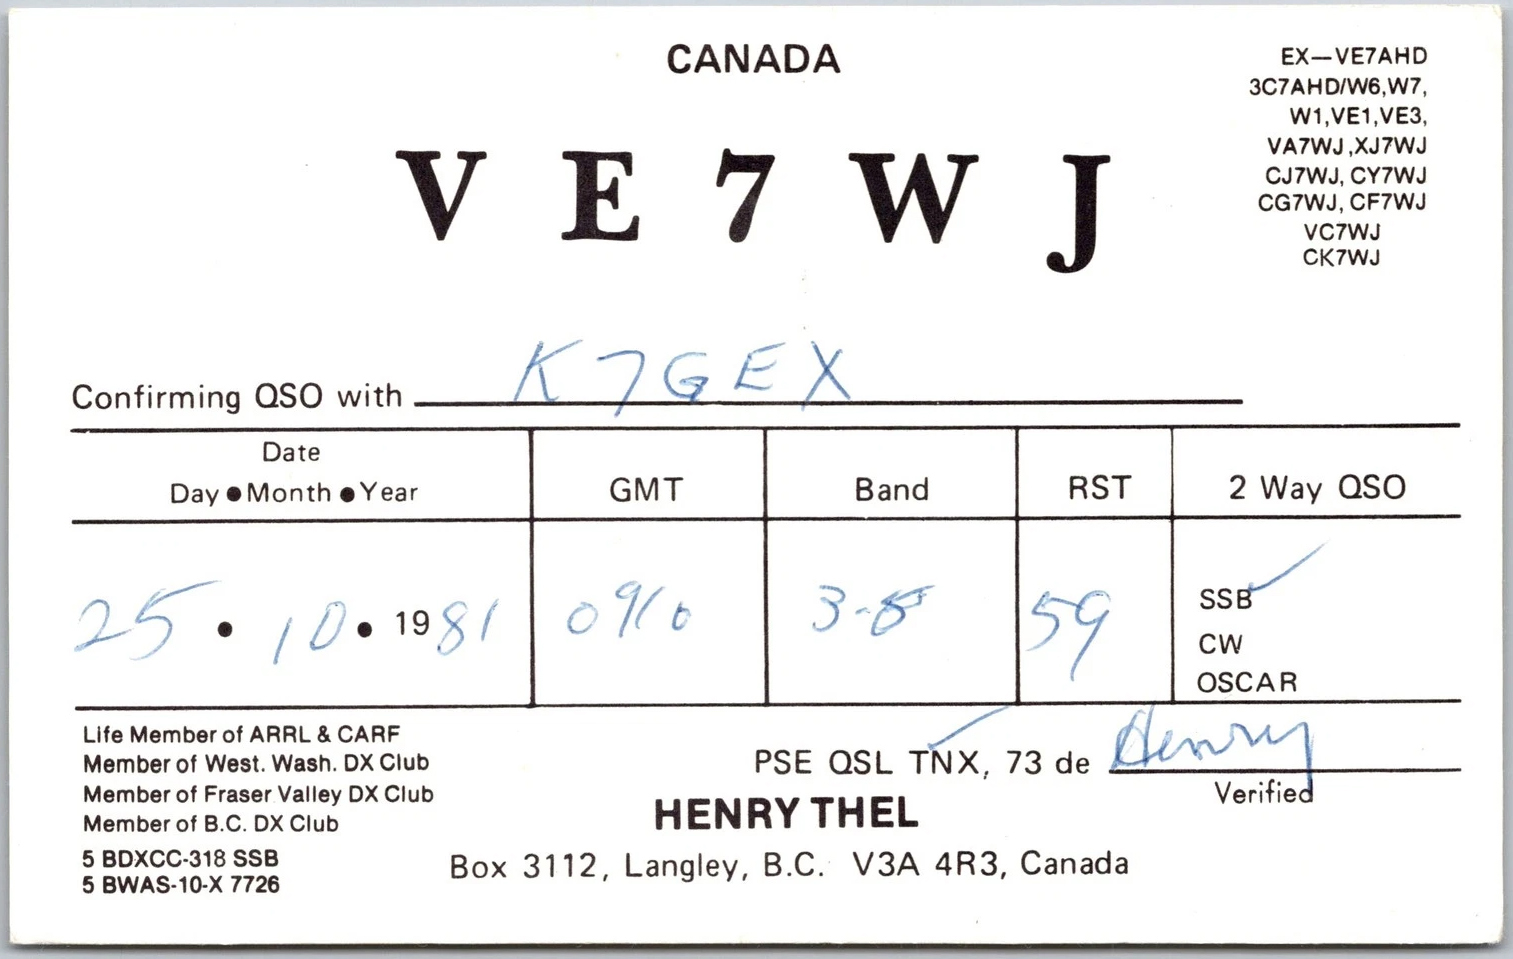 CANADA
EX—VE7AHD
3C7AHD/W6,W7,
W1,VE1,VE3,
VA7WJ,XJ7WJ
CJ7WJ, CY7WJ
CG7WJ, CF7WJ
VC7WJ
CK7WJ
VE7WJ
Confirming QSO with K7GEX
Date
Day • Month • Year GMT Band RST 2 Way QSO
25 • 10 • 1981 0910 3-8 59
SSB ✓
CW
OSCAR
Life Member of ARRL & CARF
Member of West. Wash. DX Club
Member of Fraser Valley DX Club
Member of B.C. DX Club
5 BDXCC-318 SSB
5 BWAS-10-X 7726
PSE QSL TNX ✓, 73 de Henry
Verified
HENRY THEL
Box 3112, Langley, B.C. V3A 4R3, Canada